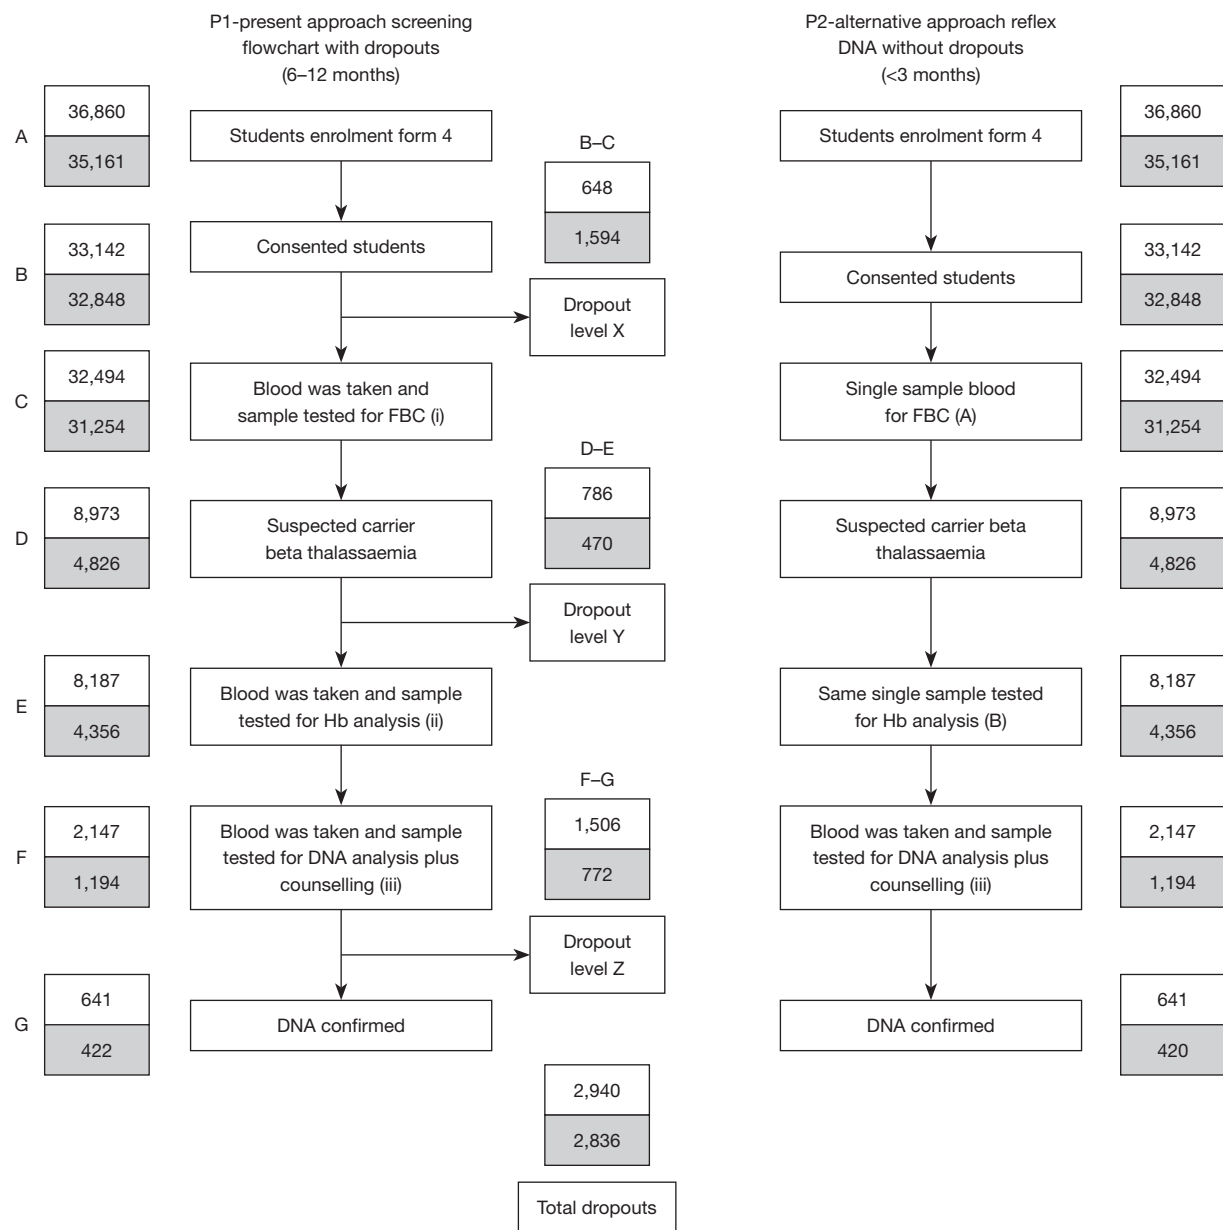 P1-present approach screening
flowchart with dropouts
(6–12 months)
P2-alternative approach reflex
DNA without dropouts
(<3 months)
A
36,860
35,161
Students enrolment form 4
Students enrolment form 4
36,860
35,161
B–C
648
1,594
B
33,142
32,848
Consented students
Consented students
33,142
32,848
Dropout
level X
C
32,494
31,254
Blood was taken and
sample tested for FBC (i)
Single sample blood
for FBC (A)
32,494
31,254
D–E
786
470
D
8,973
4,826
Suspected carrier
beta thalassaemia
Suspected carrier beta
thalassaemia
8,973
4,826
Dropout
level Y
E
8,187
4,356
Blood was taken and sample
tested for Hb analysis (ii)
Same single sample tested
for Hb analysis (B)
8,187
4,356
F–G
1,506
772
F
2,147
1,194
Blood was taken and sample
tested for DNA analysis plus
counselling (iii)
Blood was taken and sample
tested for DNA analysis plus
counselling (iii)
2,147
1,194
Dropout
level Z
G
641
422
DNA confirmed
DNA confirmed
641
420
2,940
2,836
Total dropouts